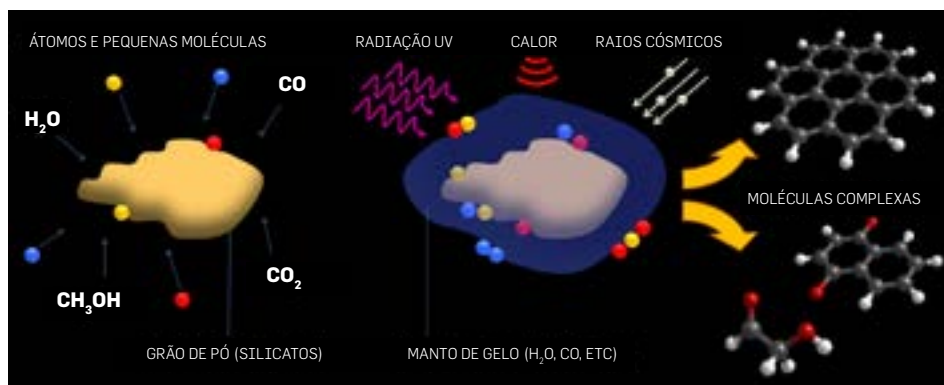 ÁTOMOS E PEQUENAS MOLÉCULAS
CO
H₂O
CH₃OH
CO₂
GRÃO DE PÓ (SILICATOS)
RADIAÇÃO UV
CALOR
RAIOS CÓSMICOS
MANTO DE GELO (H₂O, CO, ETC)
MOLÉCULAS COMPLEXAS